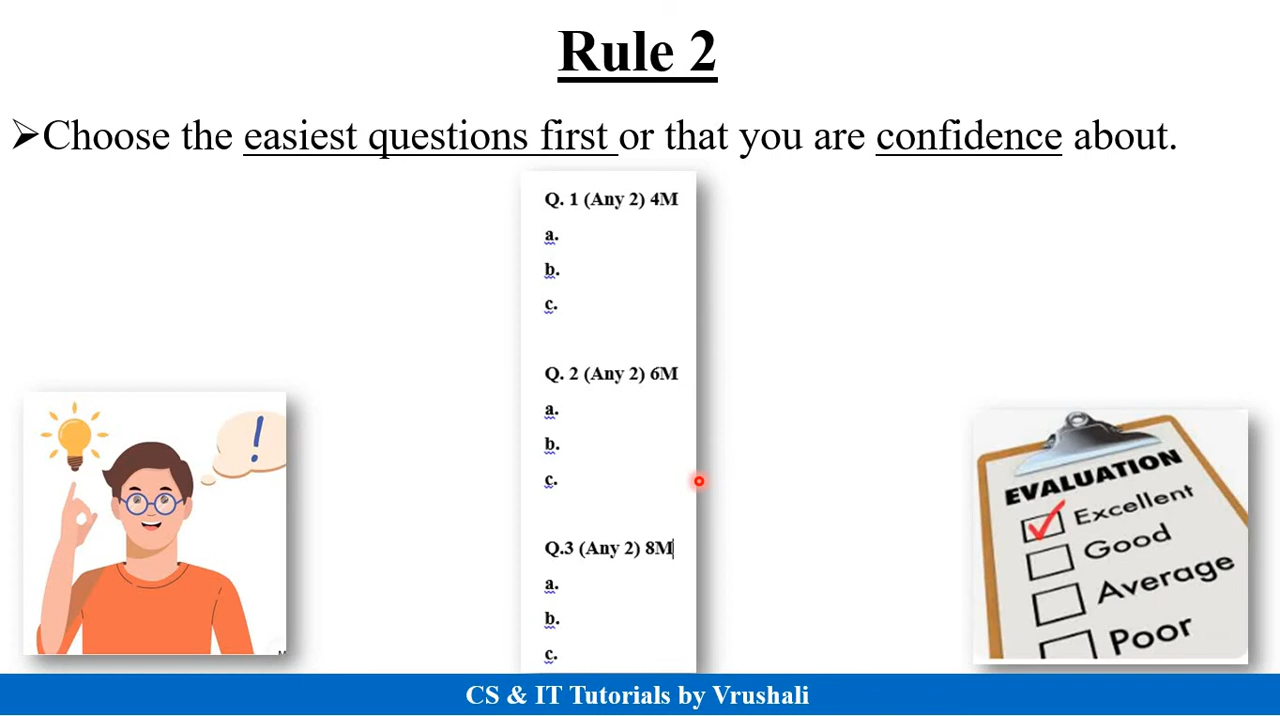 Rule 2
➢Choose the easiest questions first or that you are confidence about.
Q. 1 (Any 2) 4M
a.
b.
c.
Q. 2 (Any 2) 6M
a.
b.
c.
Q.3 (Any 2) 8M
a.
b.
c.
!
EVALUATION
Excellent
Good
Average
Poor
CS & IT Tutorials by Vrushali